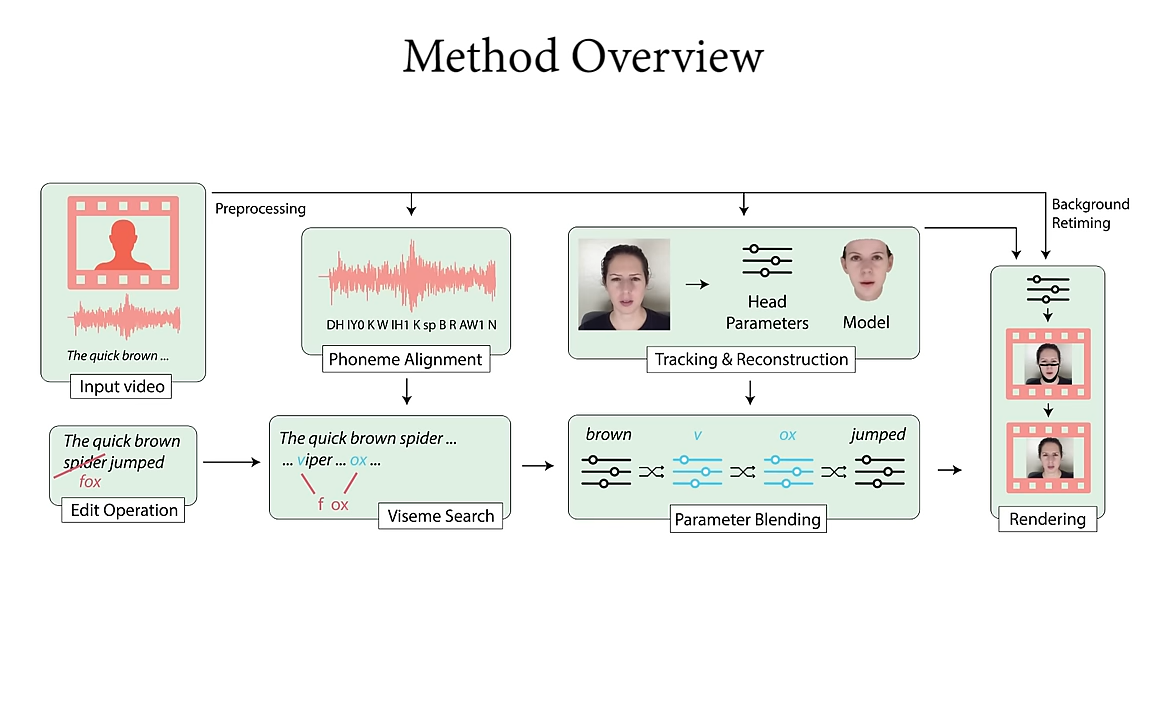 Method Overview
Preprocessing
Background
Retiming
The quick brown ...
Input video
DH IY0 K W IH1 K sp B R AW1 N
Phoneme Alignment
Head
Parameters
Model
Tracking & Reconstruction
The quick brown
spider jumped
fox
Edit Operation
The quick brown spider ...
... viper ... ox ...
f ox
Viseme Search
brown v ox jumped
Parameter Blending
Rendering